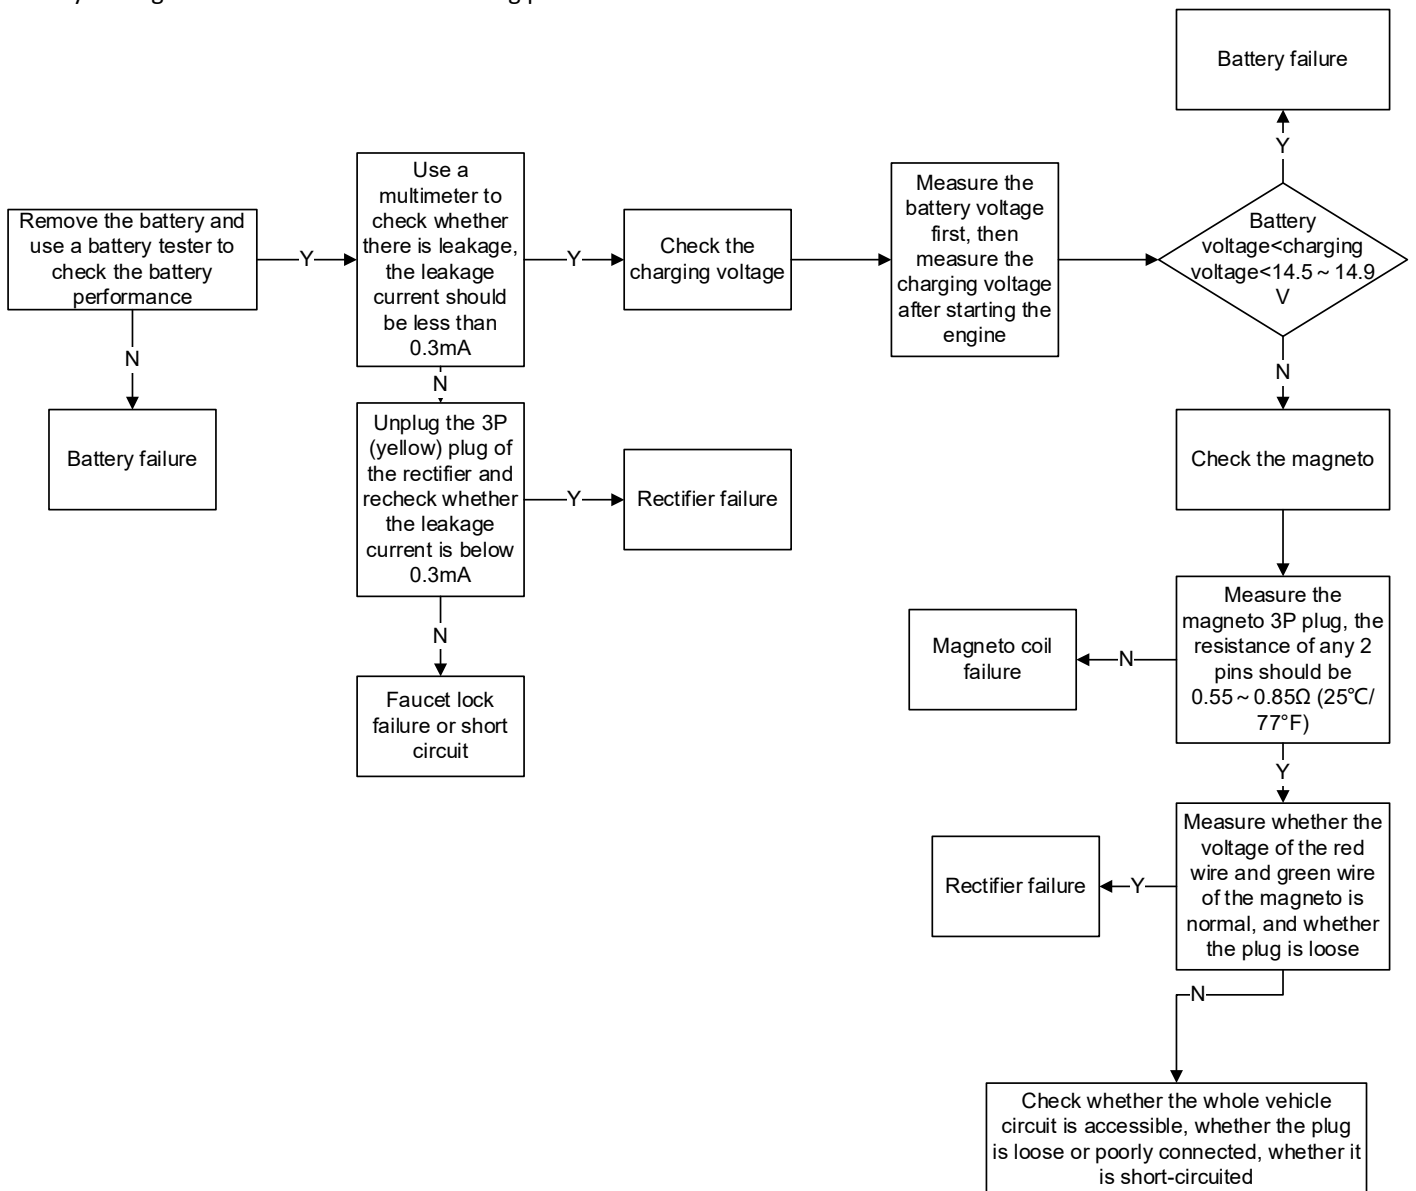 Battery failure
Y
Remove the battery and
use a battery tester to
check the battery
performance
Y
Use a
multimeter to
check whether
there is leakage,
the leakage
current should
be less than
0.3mA
Y
Check the
charging voltage
Measure the
battery voltage
first, then
measure the
charging voltage
after starting the
engine
Battery
voltage<charging
voltage<14.5～14.9
V
N
Battery failure
N
Unplug the 3P
(yellow) plug of
the rectifier and
recheck whether
the leakage
current is below
0.3mA
Y
Rectifier failure
N
Faucet lock
failure or short
circuit
N
Check the magneto
Measure the
magneto 3P plug, the
resistance of any 2
pins should be
0.55～0.85Ω (25℃/
77°F)
N
Magneto coil
failure
Y
Measure whether the
voltage of the red
wire and green wire
of the magneto is
normal, and whether
the plug is loose
Y
Rectifier failure
N
Check whether the whole vehicle
circuit is accessible, whether the plug
is loose or poorly connected, whether it
is short-circuited